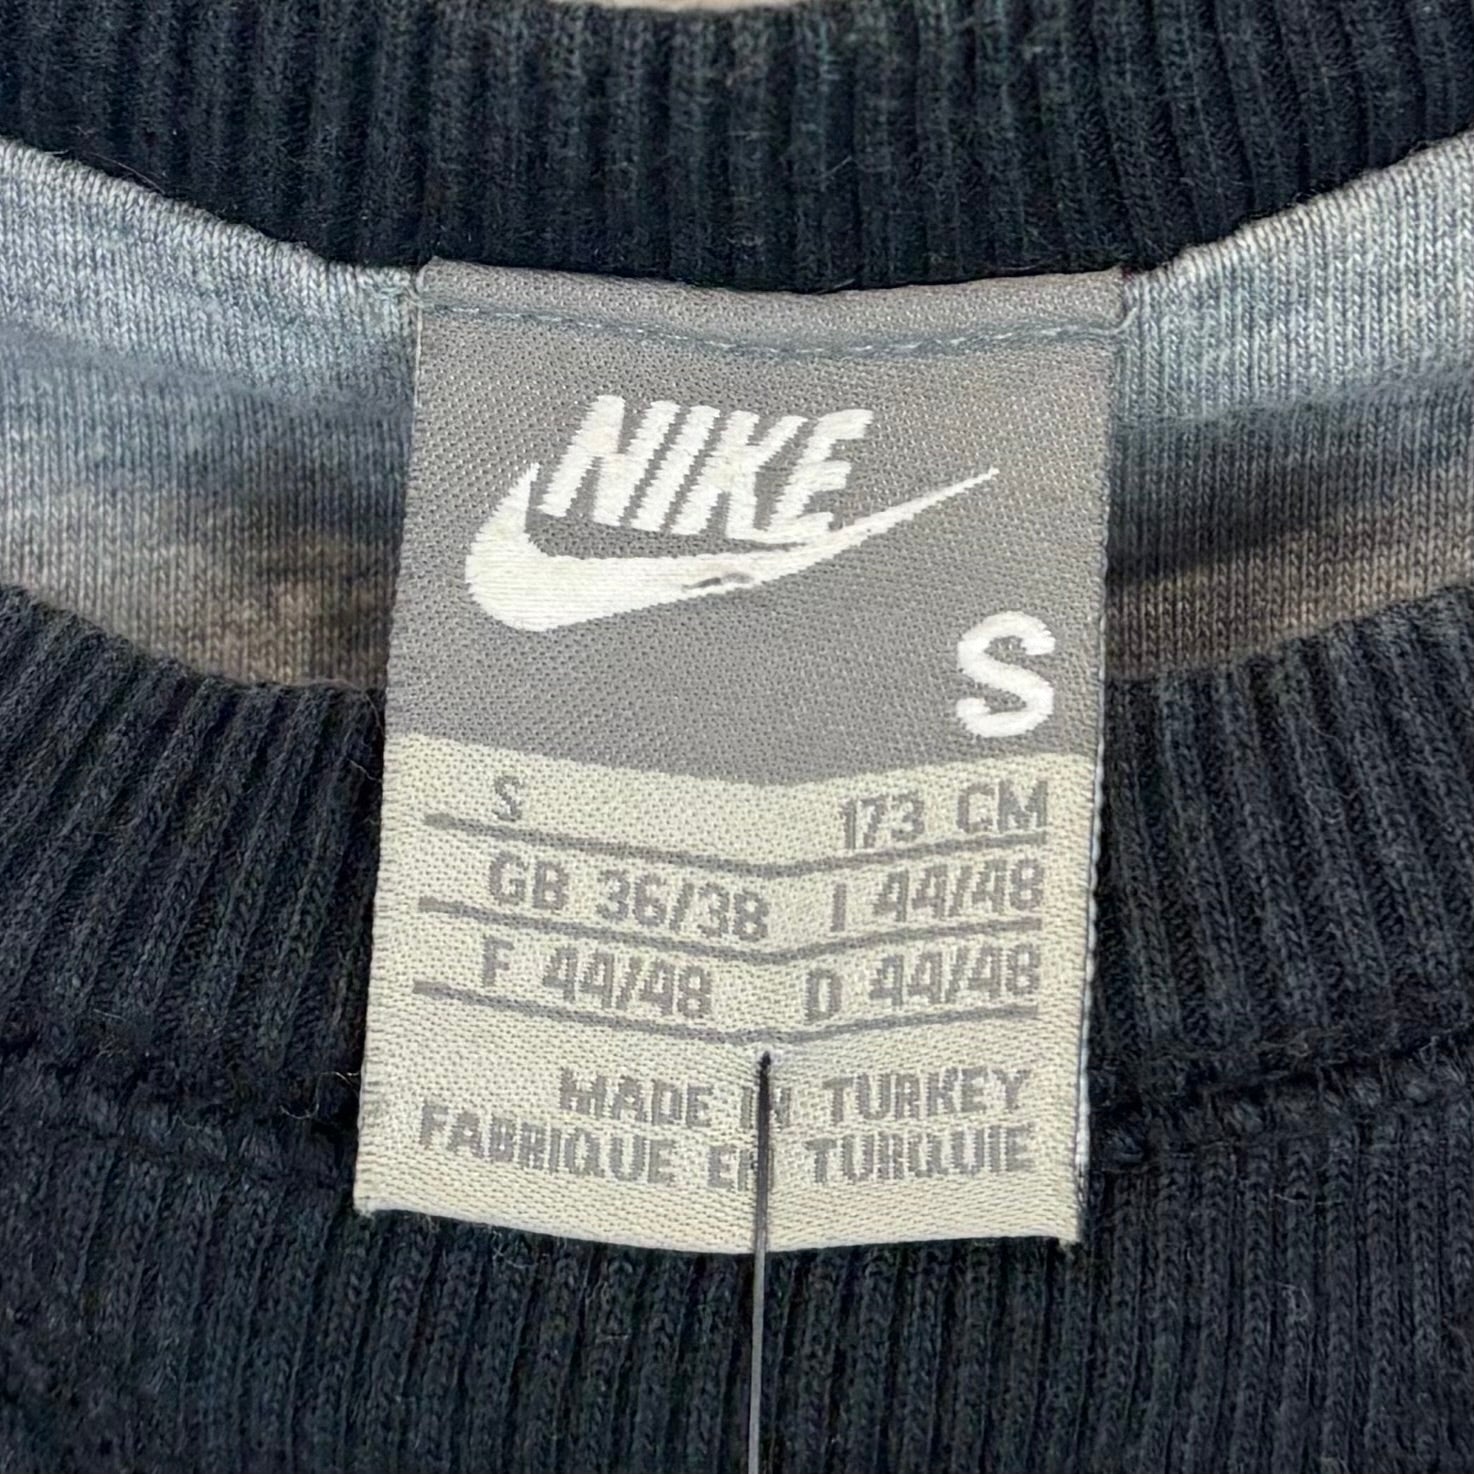 NIKE
S
S 173 CM
GB 36/38 I 44/48
F 44/48 D 44/48
MADE IN TURKEY
FABRIQUE EN TURQUIE